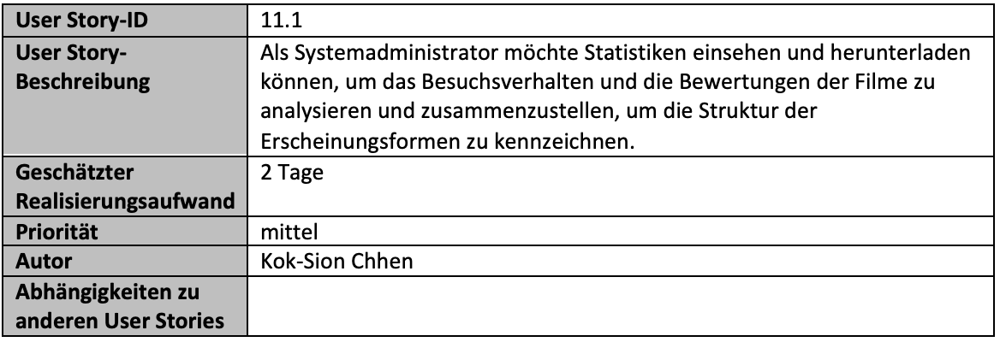 User Story-ID 11.1
User Story-
Beschreibung
Als Systemadministrator möchte Statistiken einsehen und herunterladen
können, um das Besuchsverhalten und die Bewertungen der Filme zu
analysieren und zusammenzustellen, um die Struktur der
Erscheinungsformen zu kennzeichnen.
Geschätzter
Realisierungsaufwand
2 Tage
Priorität mittel
Autor Kok-Sion Chhen
Abhängigkeiten zu
anderen User Stories